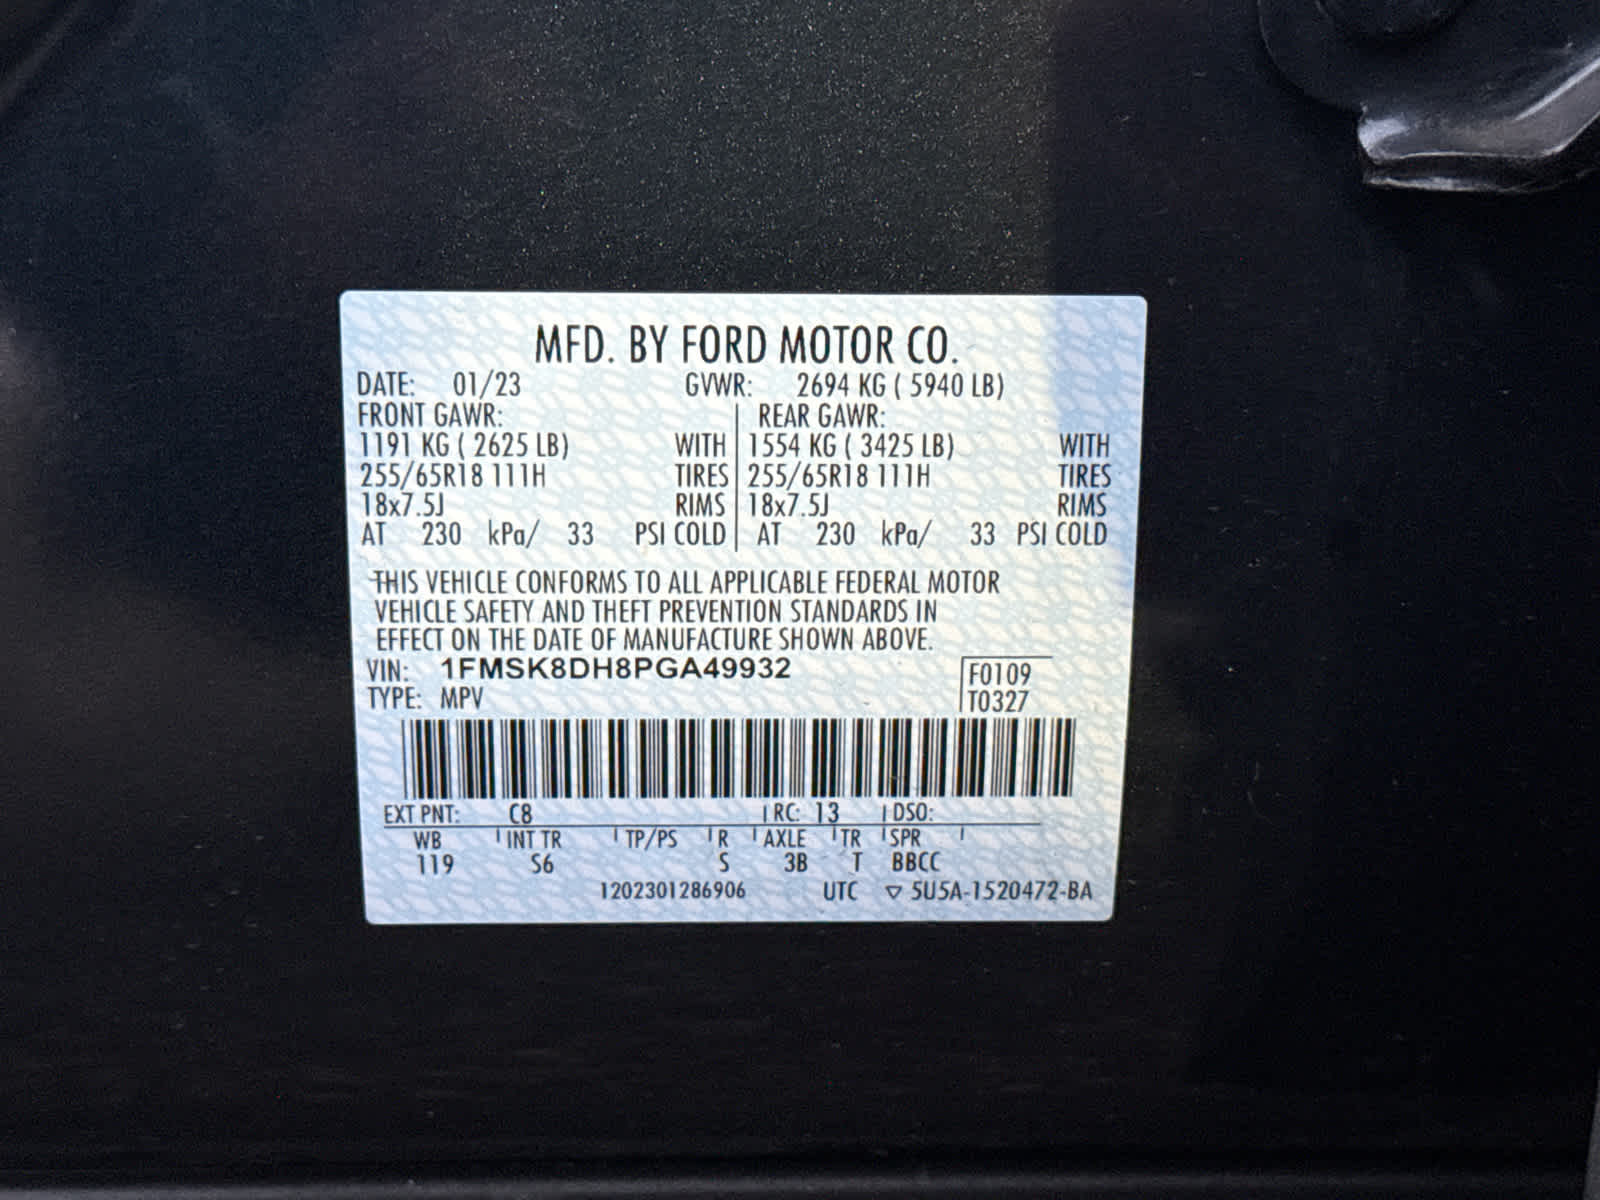 MFD. BY FORD MOTOR CO.
DATE: 01/23 GVWR: 2694 KG ( 5940 LB)
FRONT GAWR: REAR GAWR:
1191 KG ( 2625 LB) WITH 1554 KG ( 3425 LB) WITH
255/65R18 111H TIRES 255/65R18 111H TIRES
18x7.5J RIMS 18x7.5J RIMS
AT 230 kPa/ 33 PSI COLD AT 230 kPa/ 33 PSI COLD
THIS VEHICLE CONFORMS TO ALL APPLICABLE FEDERAL MOTOR
VEHICLE SAFETY AND THEFT PREVENTION STANDARDS IN
EFFECT ON THE DATE OF MANUFACTURE SHOWN ABOVE.
VIN: 1FMSK8DH8PGA49932 F0109
TYPE: MPV T0327
EXT PNT: C8 RC: 13 DSO:
WB INT TR TP/PS R AXLE TR SPR
119 S6 S 3B T BBCC
1202301286906 UTC ▽ 5U5A-1520472-BA